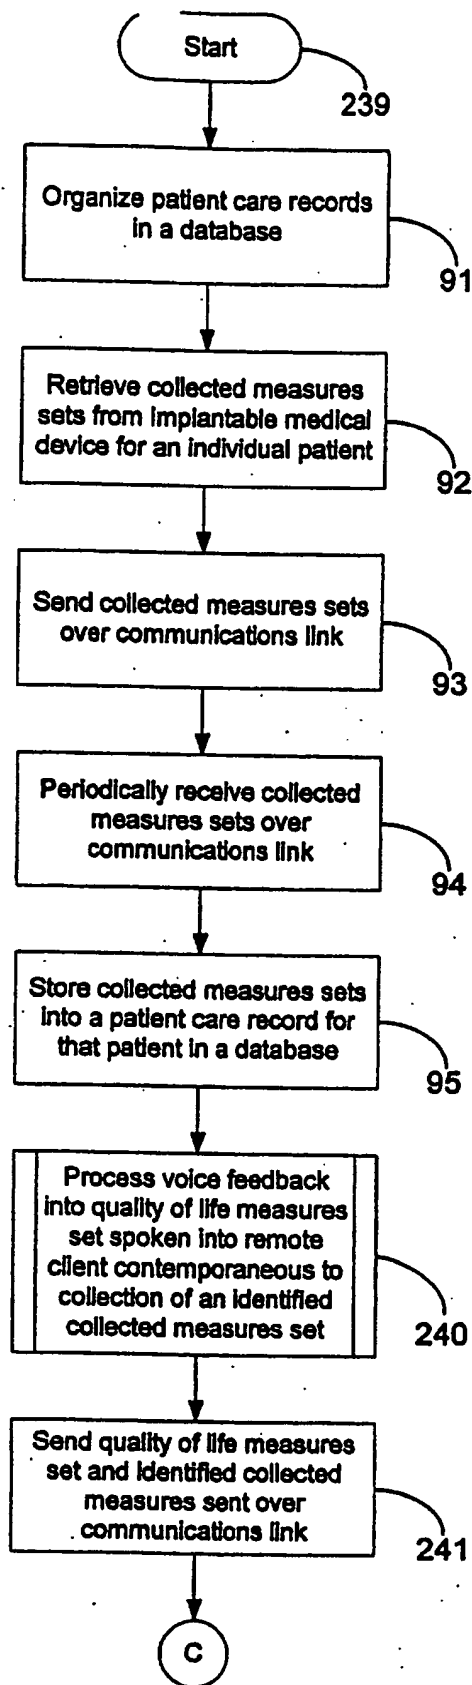 Start
239
Organize patient care records
in a database
91
Retrieve collected measures
sets from implantable medical
device for an individual patient
92
Send collected measures sets
over communications link
93
Periodically receive collected
measures sets over
communications link
94
Store collected measures sets
into a patient care record for
that patient in a database
95
Process voice feedback
into quality of life measures
set spoken into remote
client contemporaneous to
collection of an identified
collected measures set
240
Send quality of life measures
set and identified collected
measures sent over
communications link
241
C